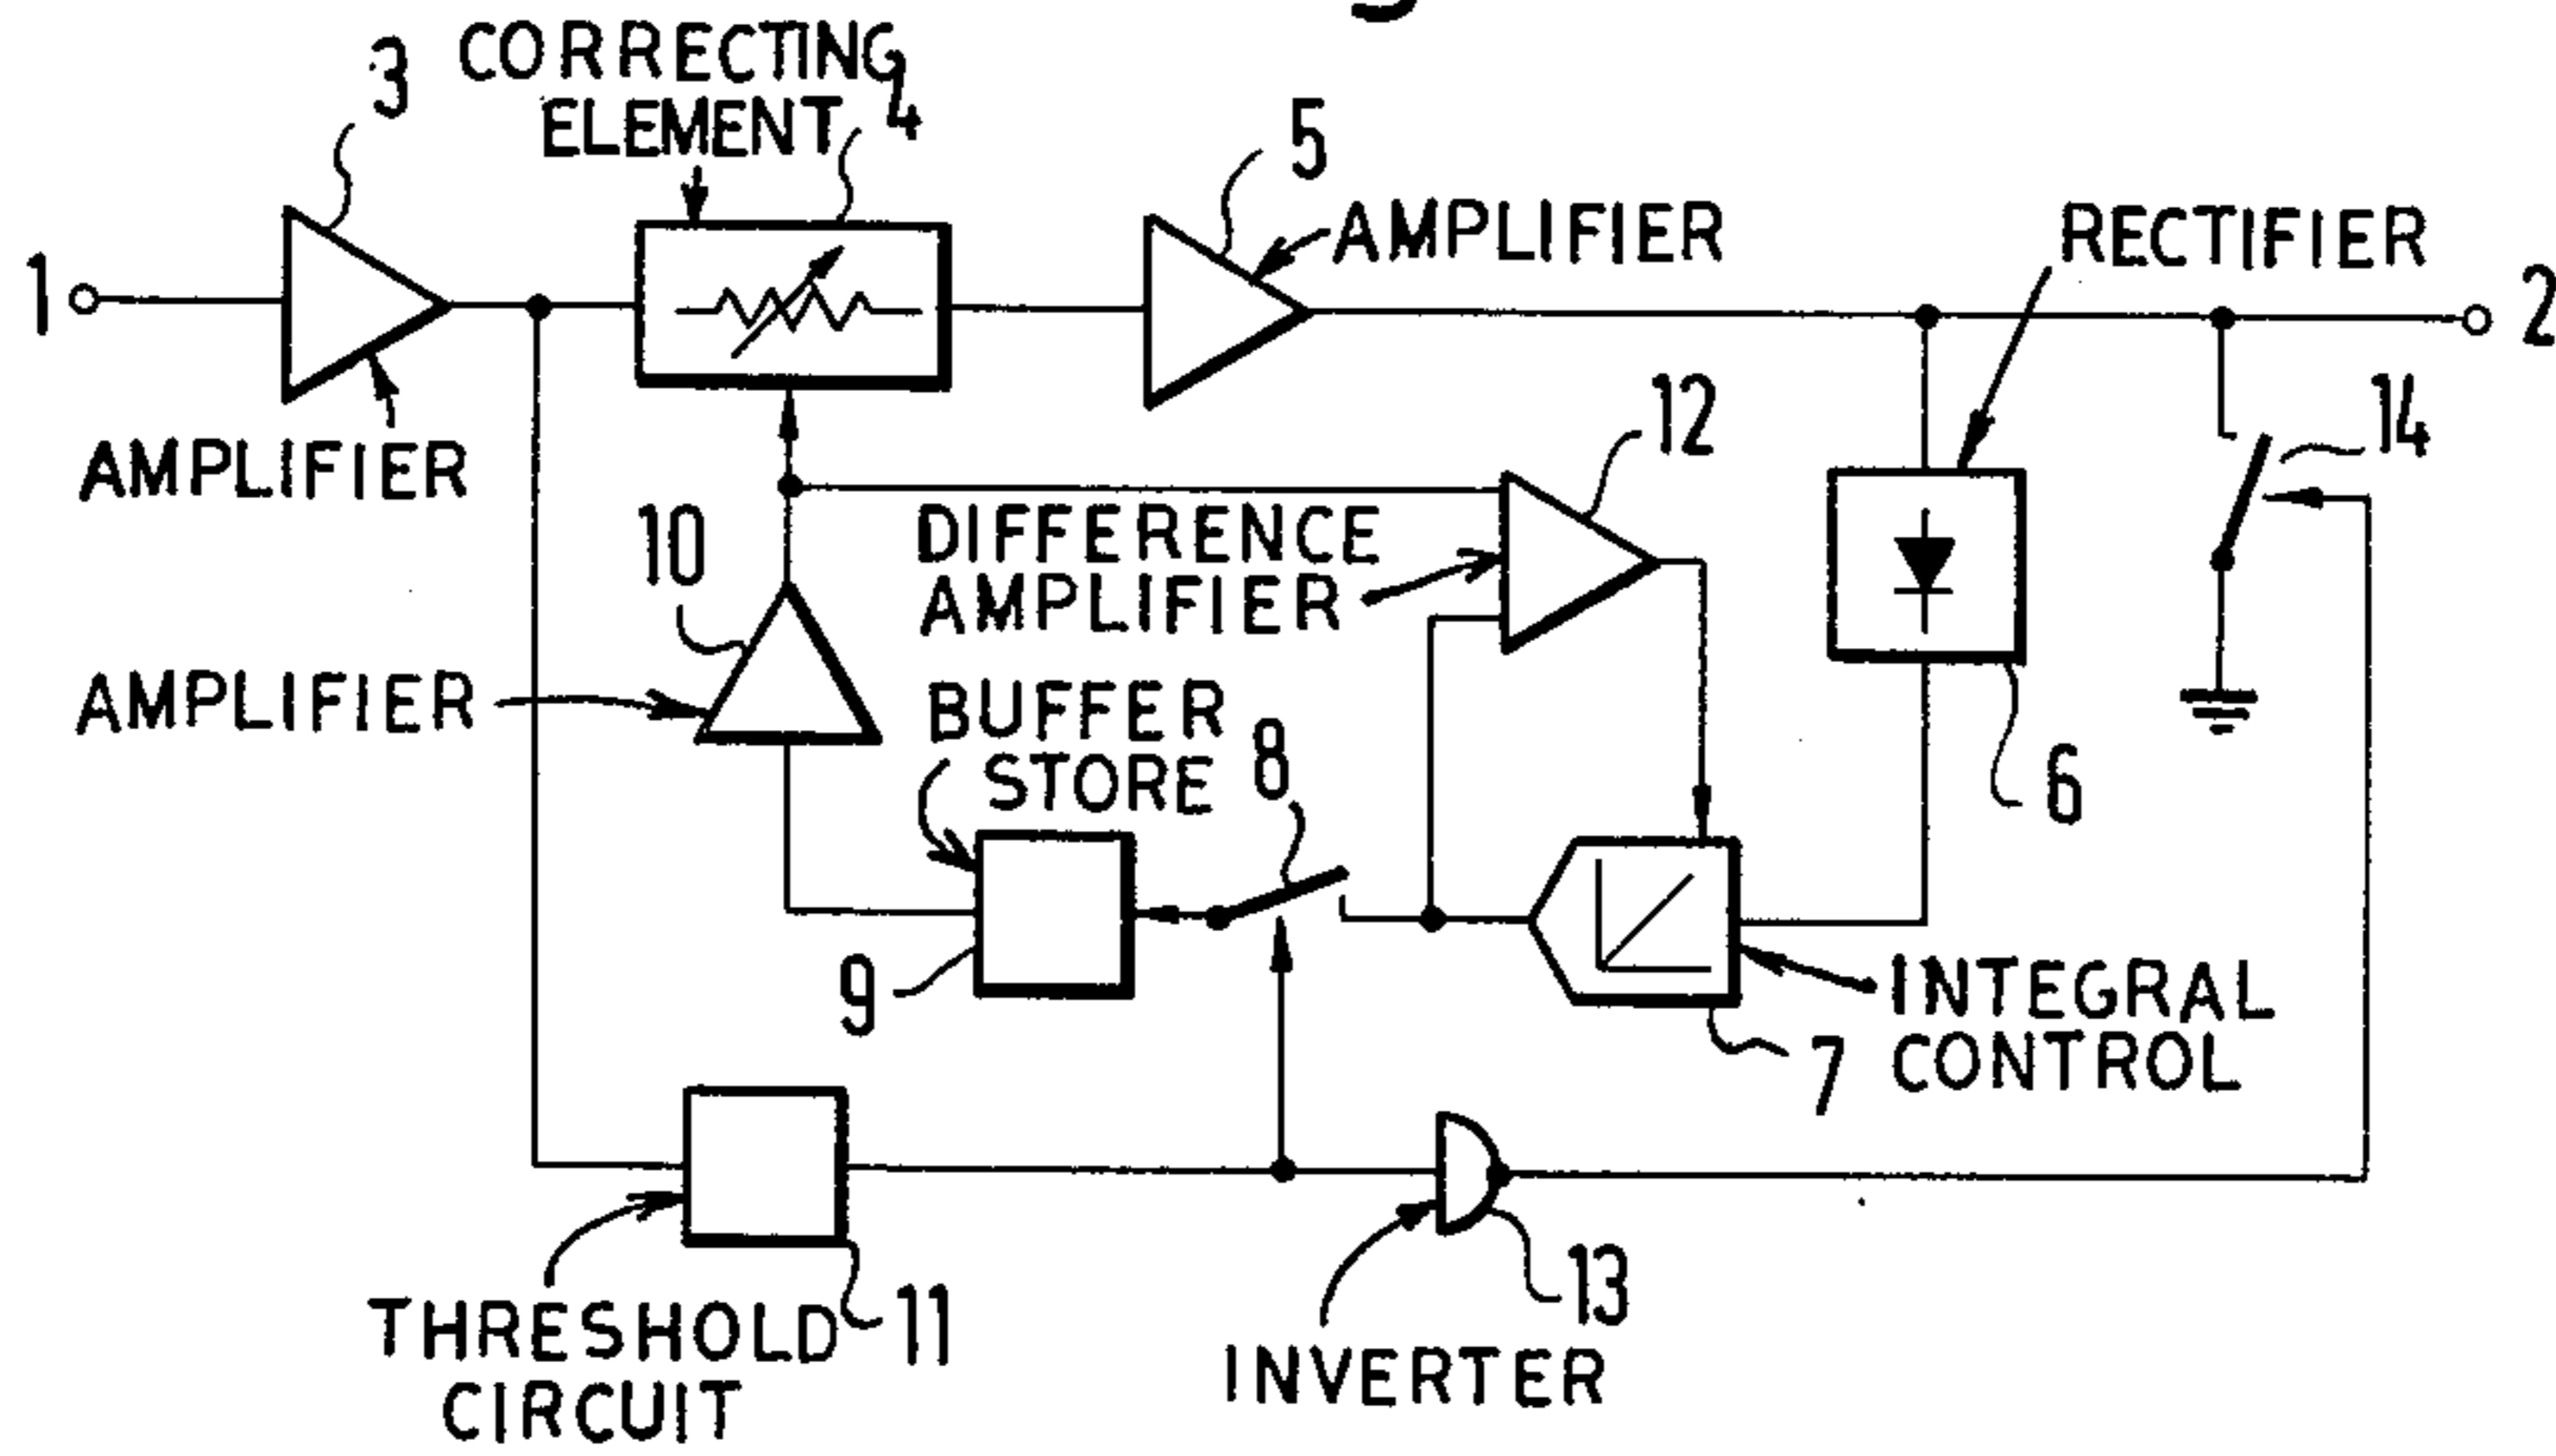 3
CORRECTING
ELEMENT
4
5
AMPLIFIER
RECTIFIER
1
2
AMPLIFIER
12
14
10
DIFFERENCE
AMPLIFIER
AMPLIFIER
BUFFER
STORE
8
6
9
INTEGRAL
CONTROL
7
THRESHOLD
CIRCUIT
11
13
INVERTER